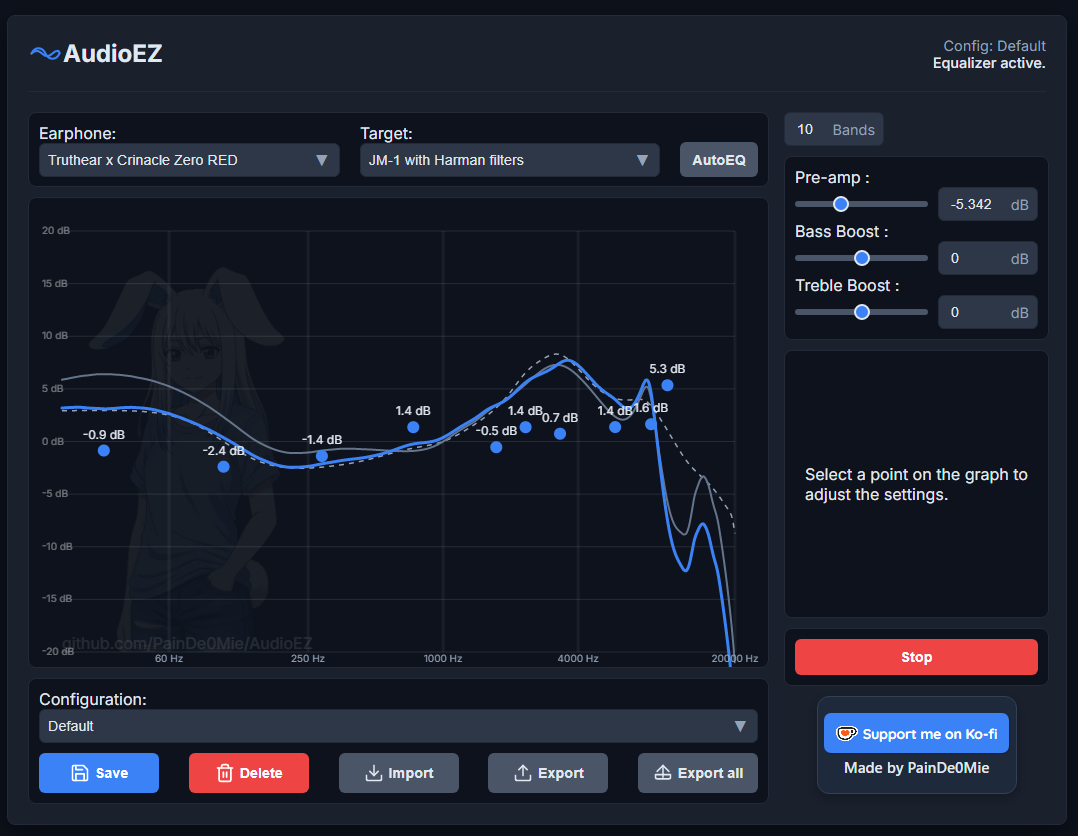 AudioEZ
Config: Default
Equalizer active.
Earphone:
Truthear x Crinacle Zero RED
Target:
JM-1 with Harman filters
AutoEQ
10 Bands
Pre-amp :
-5.342 dB
Bass Boost :
0 dB
Treble Boost :
0 dB
20 dB
15 dB
10 dB
5 dB
0 dB
-5 dB
-10 dB
-15 dB
-20 dB
-0.9 dB
-2.4 dB
-1.4 dB
1.4 dB
-0.5 dB
1.4 dB
0.7 dB
1.4 dB
1.6 dB
5.3 dB
github.com/PainDe0Mie/AudioEZ
60 Hz
250 Hz
1000 Hz
4000 Hz
20000 Hz
Select a point on the graph to
adjust the settings.
Stop
Configuration:
Default
Save
Delete
Import
Export
Export all
Support me on Ko-fi
Made by PainDe0Mie